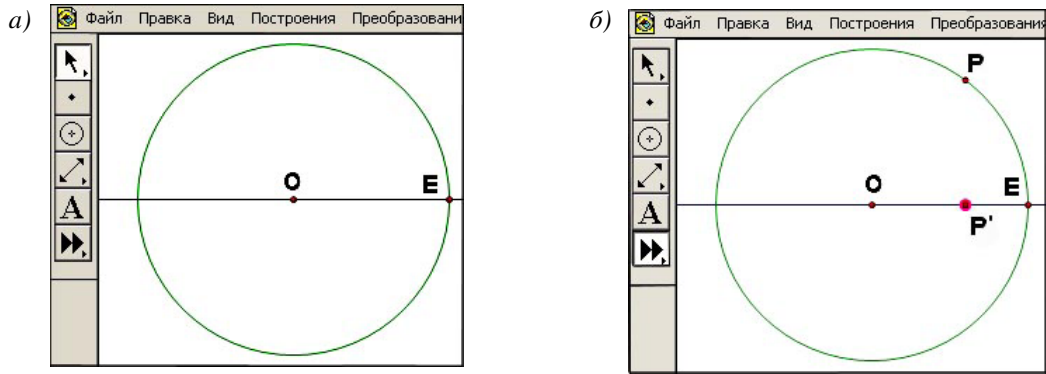 а)
Файл Правка Вид Построения Преобразовани
О
Е
А
б)
Файл Правка Вид Построения Преобразования
P
О
Е
P'
А